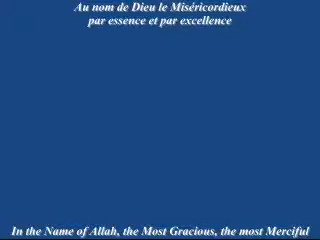 Au nom de Dieu le Miséricordieux
par essence et par excellence
In the Name of Allah, the Most Gracious, the most Merciful